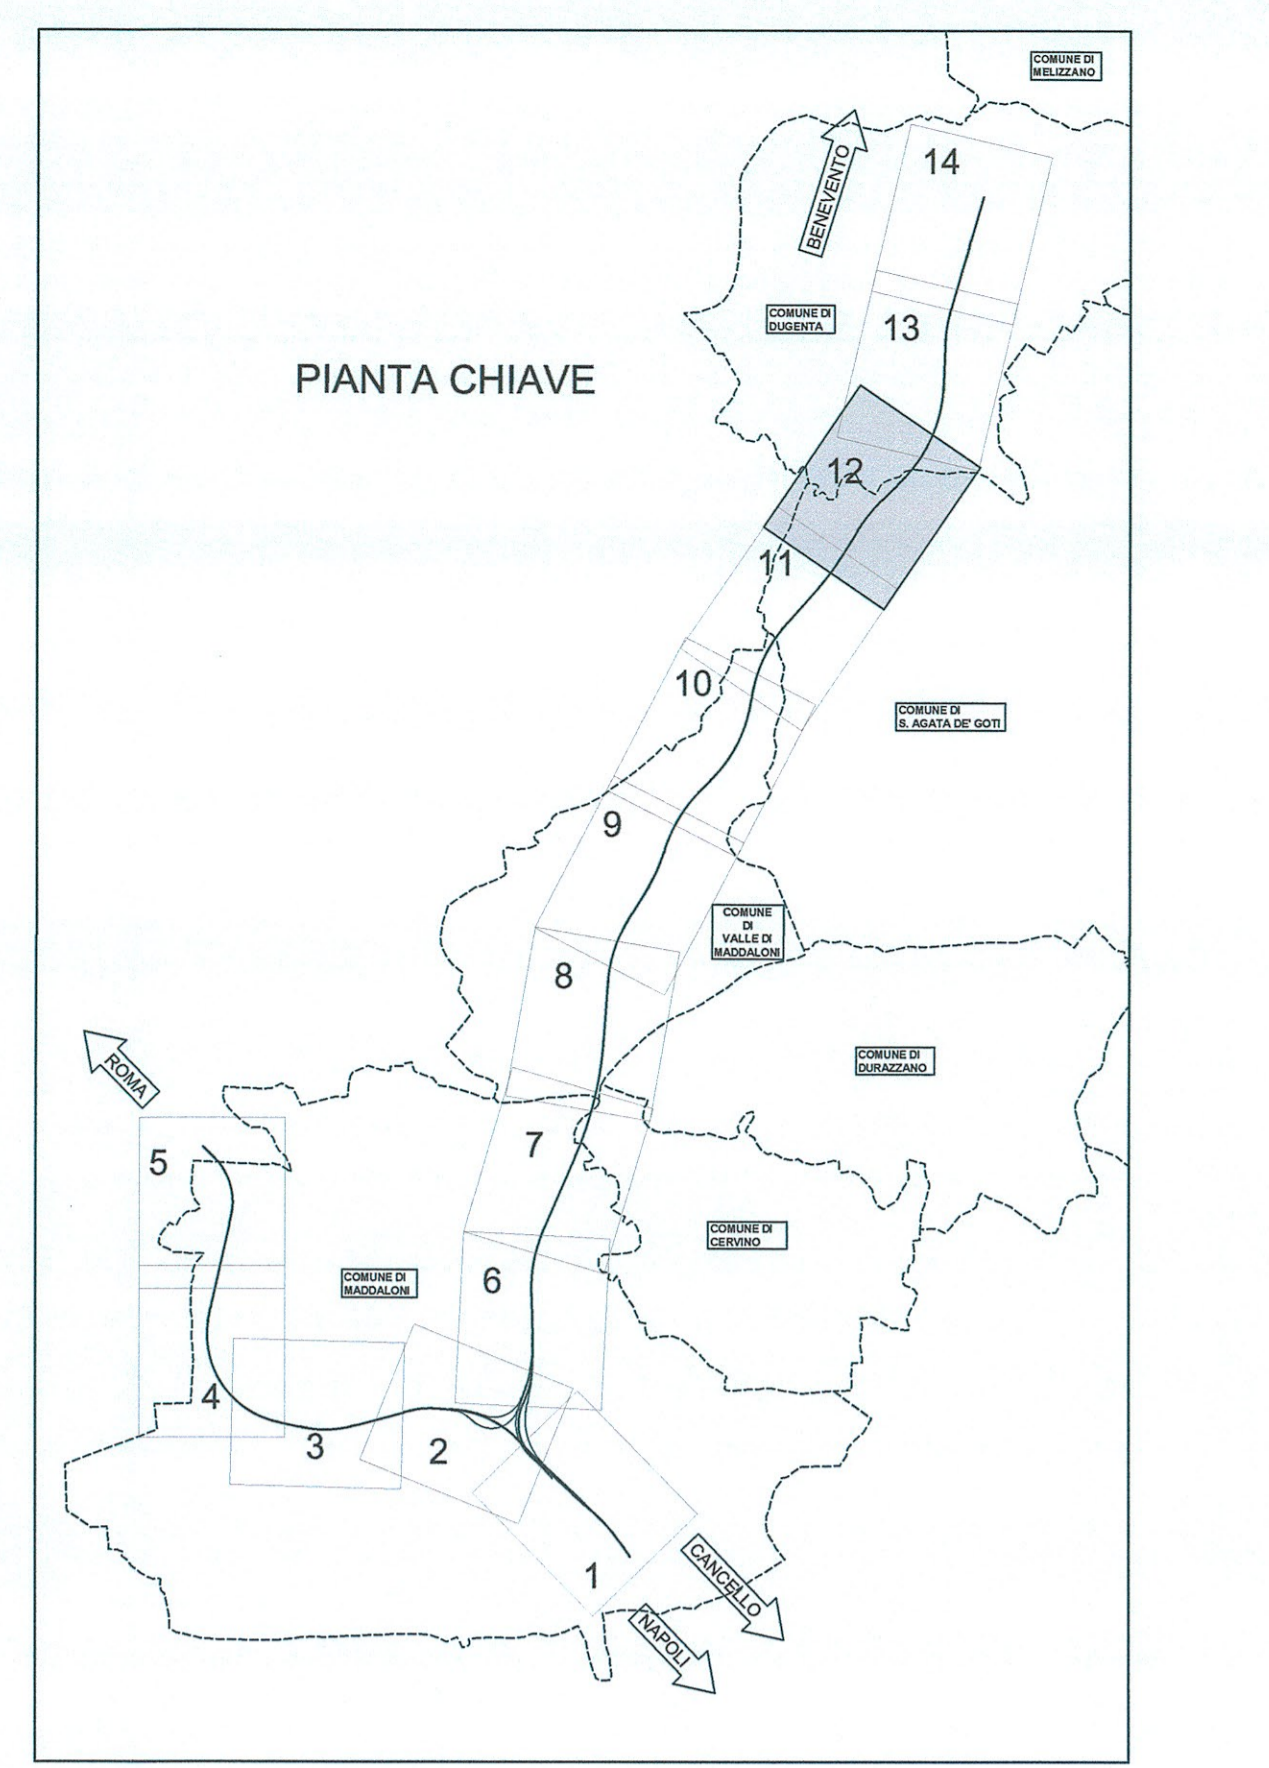 COMUNE DI
MELIZZANO
14
BENEVENTO
COMUNE DI
DUGENTA
13
PIANTA CHIAVE
12
11
10
COMUNE DI
S. AGATA DE' GOTI
9
COMUNE
DI
VALLE DI
MADDALONI
8
COMUNE DI
DURAZZANO
ROMA
7
5
COMUNE DI
CERVINO
COMUNE DI
MADDALONI
6
4
3
2
1
CANCELLO
NAPOLI